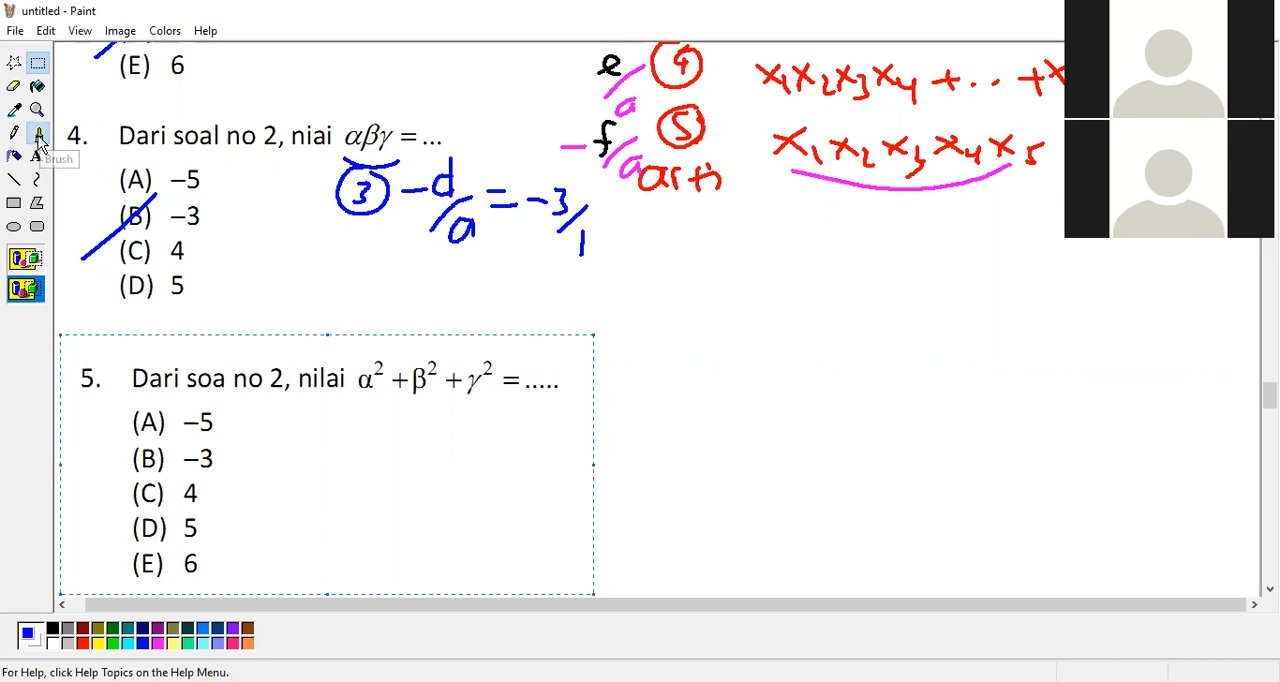 untitled - Paint
File Edit View Image Colors Help
(E) 6
e/a ④ x₁x₂x₃x₄ + ... + x
4. Dari soal no 2, niai αβγ = ...
– f/a ⑤ x₁x₂x₃x₄x₅
Brush
(A) –5
③ – d/a = –3/1
(B) –3
(C) 4
(D) 5
5. Dari soa no 2, nilai α² + β² + γ² = .....
(A) –5
(B) –3
(C) 4
(D) 5
(E) 6
For Help, click Help Topics on the Help Menu.